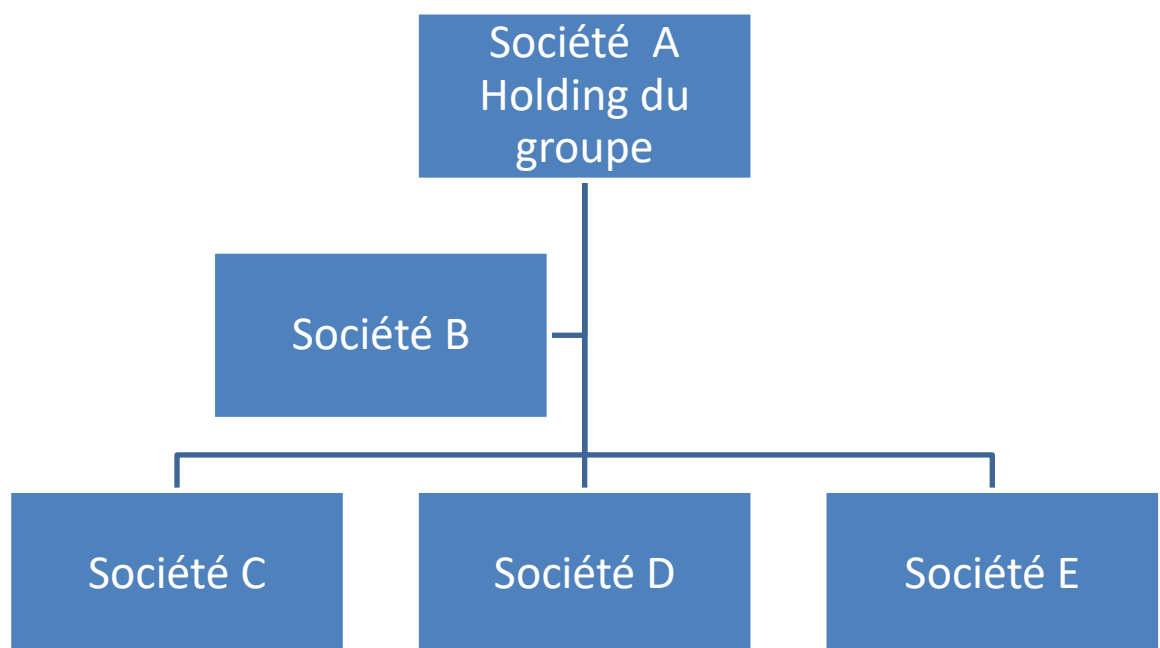 Société A
Holding du
groupe
Société B
Société C
Société D
Société E